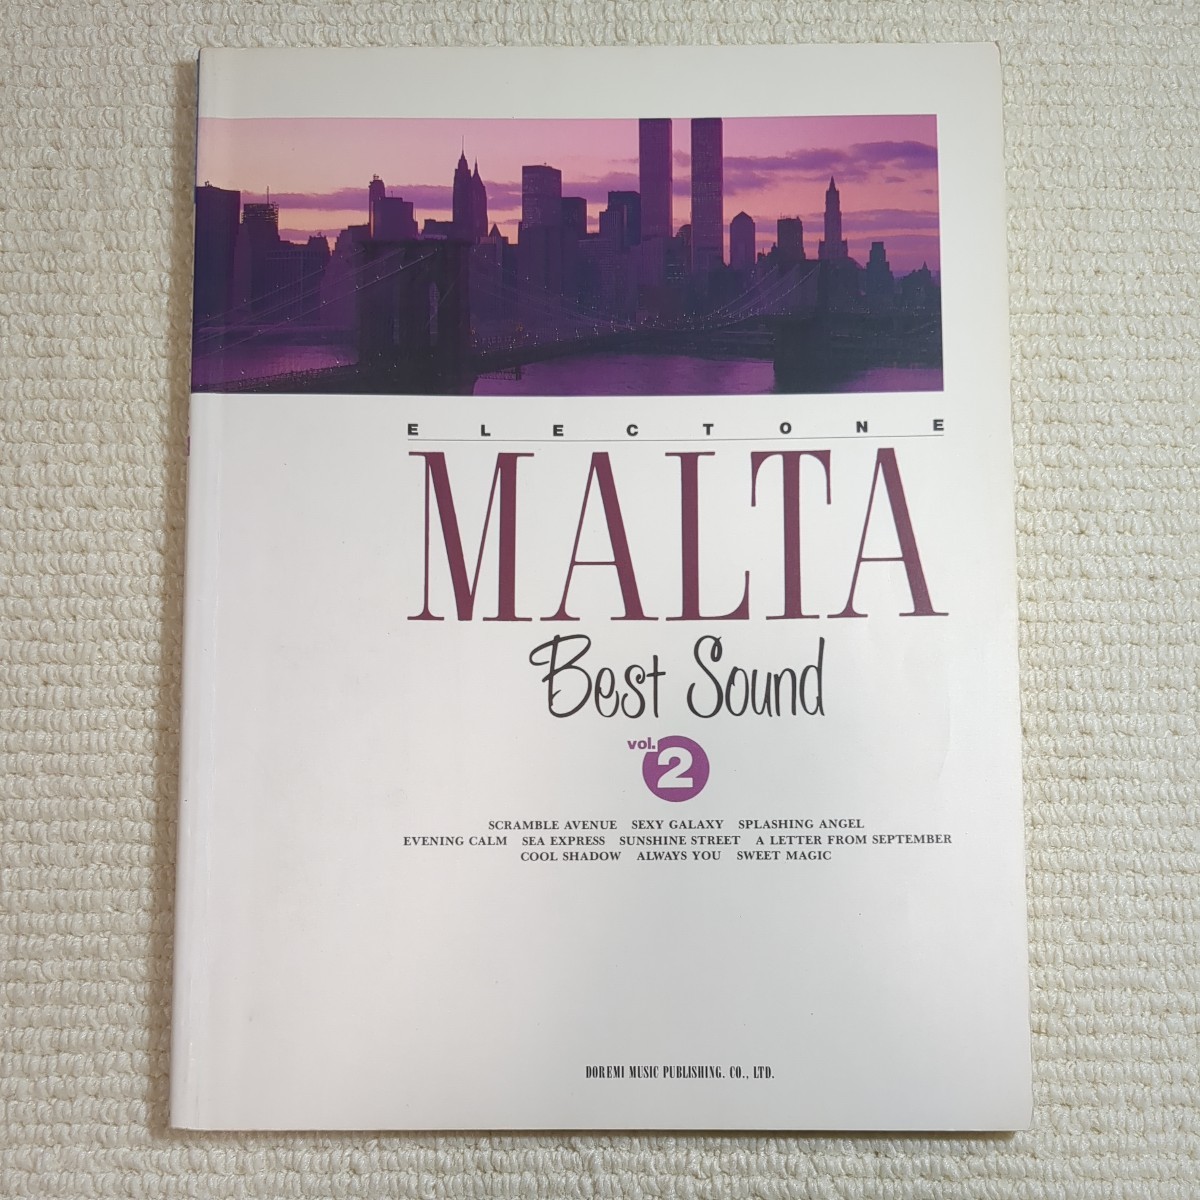 ELECTONE
MALTA
Best Sound
vol. 2
SCRAMBLE AVENUE SEXY GALAXY SPLASHING ANGEL
EVENING CALM SEA EXPRESS SUNSHINE STREET A LETTER FROM SEPTEMBER
COOL SHADOW ALWAYS YOU SWEET MAGIC
DOREMI MUSIC PUBLISHING. CO., LTD.